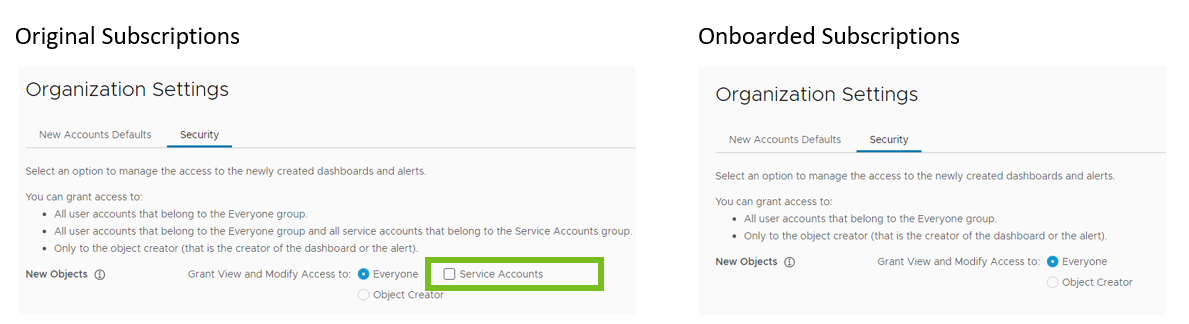 Original Subscriptions
Organization Settings
New Accounts Defaults Security
Select an option to manage the access to the newly created dashboards and alerts.
You can grant access to:
• All user accounts that belong to the Everyone group.
• All user accounts that belong to the Everyone group and all service accounts that belong to the Service Accounts group.
• Only to the object creator (that is the creator of the dashboard or the alert).
New Objects Grant View and Modify Access to: Everyone Service Accounts
Object Creator
Onboarded Subscriptions
Organization Settings
New Accounts Defaults Security
Select an option to manage the access to the newly created dashboards and alerts.
You can grant access to:
• All user accounts that belong to the Everyone group.
• Only to the object creator (that is the creator of the dashboard or the alert).
New Objects Grant View and Modify Access to: Everyone
Object Creator